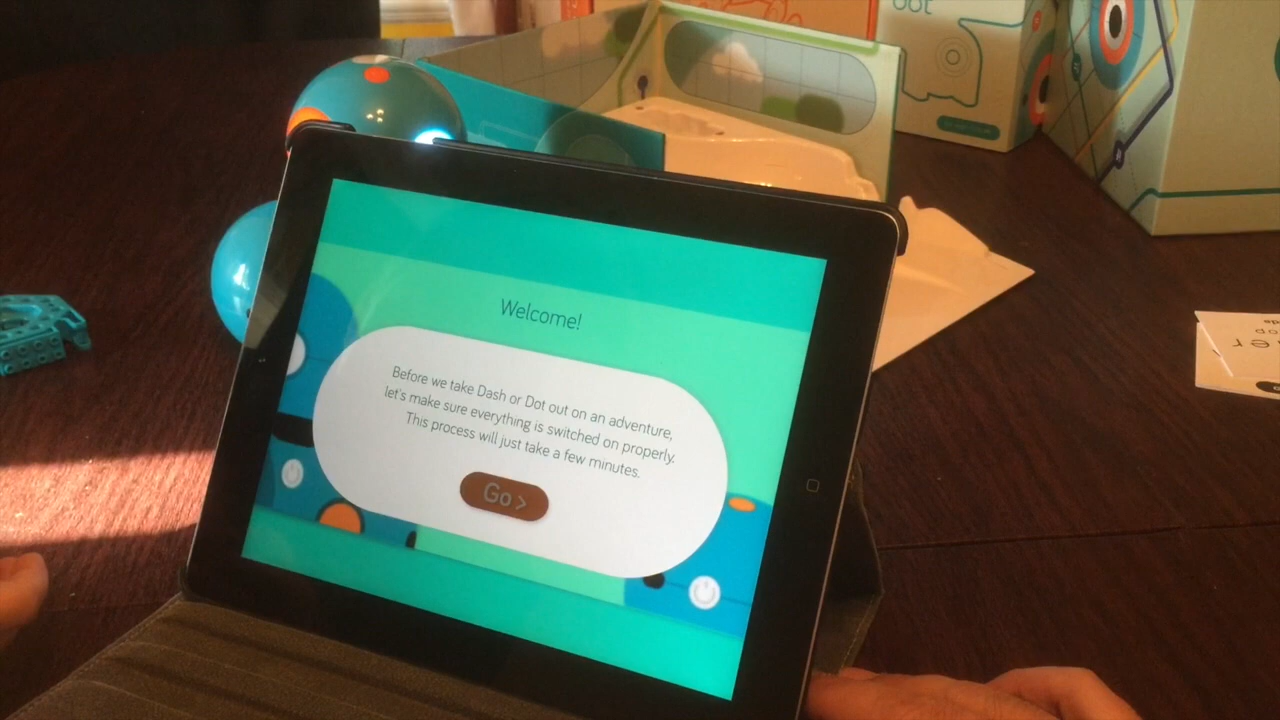 Dot
Welcome!
Before we take Dash or Dot out on an adventure,
let's make sure everything is switched on properly.
This process will just take a few minutes.
Go >